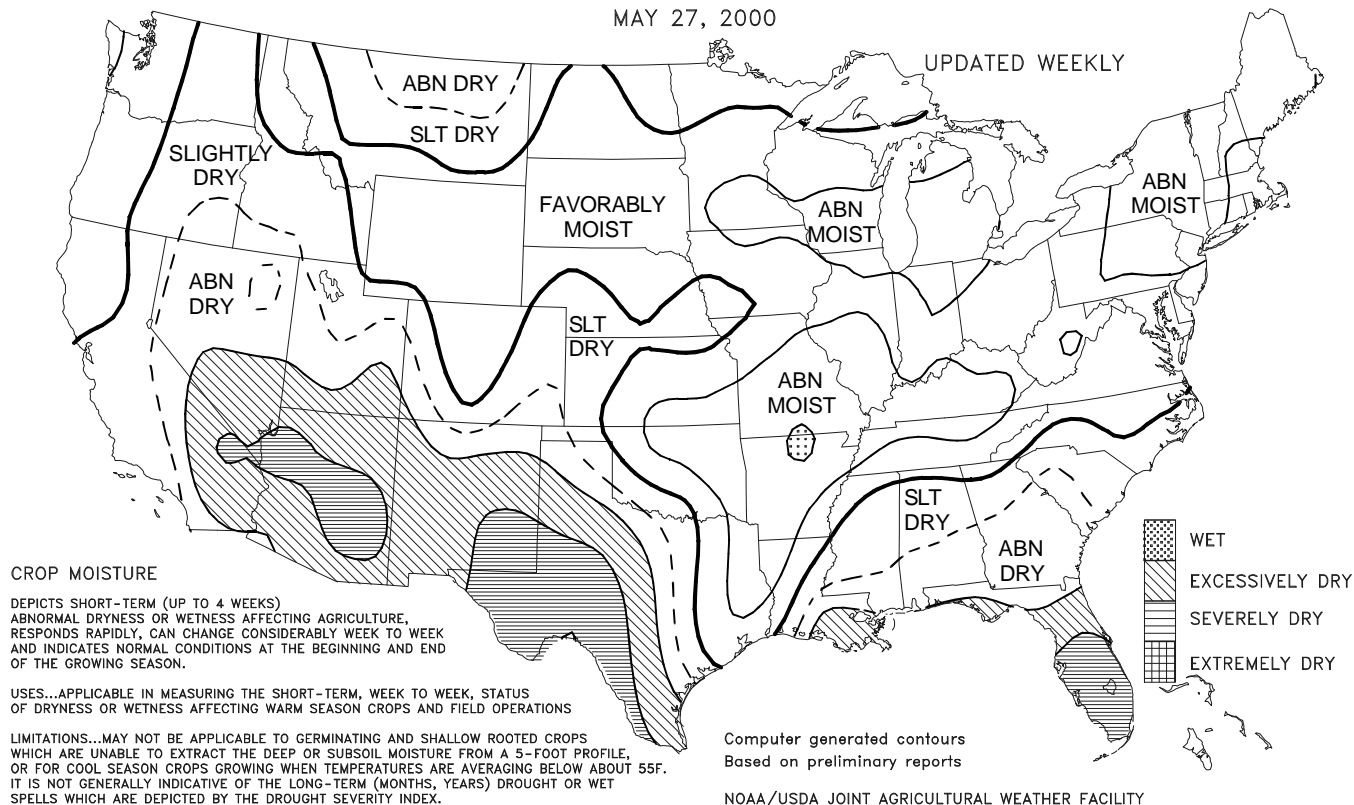 MAY 27, 2000
UPDATED WEEKLY
ABN DRY
SLT DRY
SLIGHTLY
DRY
FAVORABLY
MOIST
ABN
MOIST
ABN
MOIST
ABN
DRY
SLT
DRY
ABN
MOIST
SLT
DRY
ABN
DRY
WET
EXCESSIVELY DRY
SEVERELY DRY
EXTREMELY DRY
CROP MOISTURE
DEPICTS SHORT-TERM (UP TO 4 WEEKS)
ABNORMAL DRYNESS OR WETNESS AFFECTING AGRICULTURE,
RESPONDS RAPIDLY, CAN CHANGE CONSIDERABLY WEEK TO WEEK
AND INDICATES NORMAL CONDITIONS AT THE BEGINNING AND END
OF THE GROWING SEASON.
USES...APPLICABLE IN MEASURING THE SHORT-TERM, WEEK TO WEEK, STATUS
OF DRYNESS OR WETNESS AFFECTING WARM SEASON CROPS AND FIELD OPERATIONS
LIMITATIONS...MAY NOT BE APPLICABLE TO GERMINATING AND SHALLOW ROOTED CROPS
WHICH ARE UNABLE TO EXTRACT THE DEEP OR SUBSOIL MOISTURE FROM A 5-FOOT PROFILE,
OR FOR COOL SEASON CROPS GROWING WHEN TEMPERATURES ARE AVERAGING BELOW ABOUT 55F.
IT IS NOT GENERALLY INDICATIVE OF THE LONG-TERM (MONTHS, YEARS) DROUGHT OR WET
SPELLS WHICH ARE DEPICTED BY THE DROUGHT SEVERITY INDEX.
Computer generated contours
Based on preliminary reports
NOAA/USDA JOINT AGRICULTURAL WEATHER FACILITY